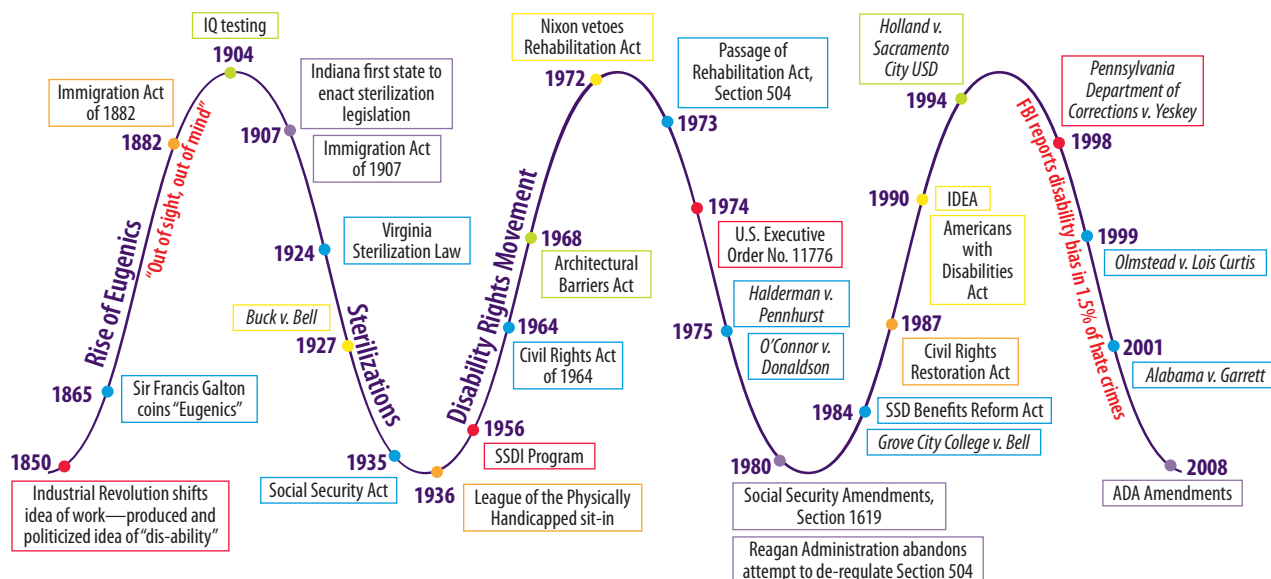 1850
Industrial Revolution shifts
idea of work—produced and
politicized idea of “dis-ability”
1865
Sir Francis Galton
coins “Eugenics”
Rise of Eugenics
“Out of sight, out of mind”
Immigration Act
of 1882
1882
IQ testing
1904
1907
Indiana first state to
enact sterilization
legislation
Immigration Act
of 1907
1924
Virginia
Sterilization Law
Buck v. Bell
1927
Sterilizations
1935
Social Security Act
1936
League of the Physically
Handicapped sit-in
1956
SSDI Program
Disability Rights Movement
1964
Civil Rights Act
of 1964
1968
Architectural
Barriers Act
Nixon vetoes
Rehabilitation Act
1972
Passage of
Rehabilitation Act,
Section 504
1973
1974
U.S. Executive
Order No. 11776
1975
Halderman v.
Pennhurst
O’Connor v.
Donaldson
1980
Social Security Amendments,
Section 1619
Reagan Administration abandons
attempt to de-regulate Section 504
1984
SSD Benefits Reform Act
Grove City College v. Bell
1987
Civil Rights
Restoration Act
1990
IDEA
Americans
with
Disabilities
Act
Holland v.
Sacramento
City USD
1994
FBI reports disability bias in 1.5% of hate crimes
Pennsylvania
Department of
Corrections v. Yeskey
1998
1999
Olmstead v. Lois Curtis
2001
Alabama v. Garrett
2008
ADA Amendments